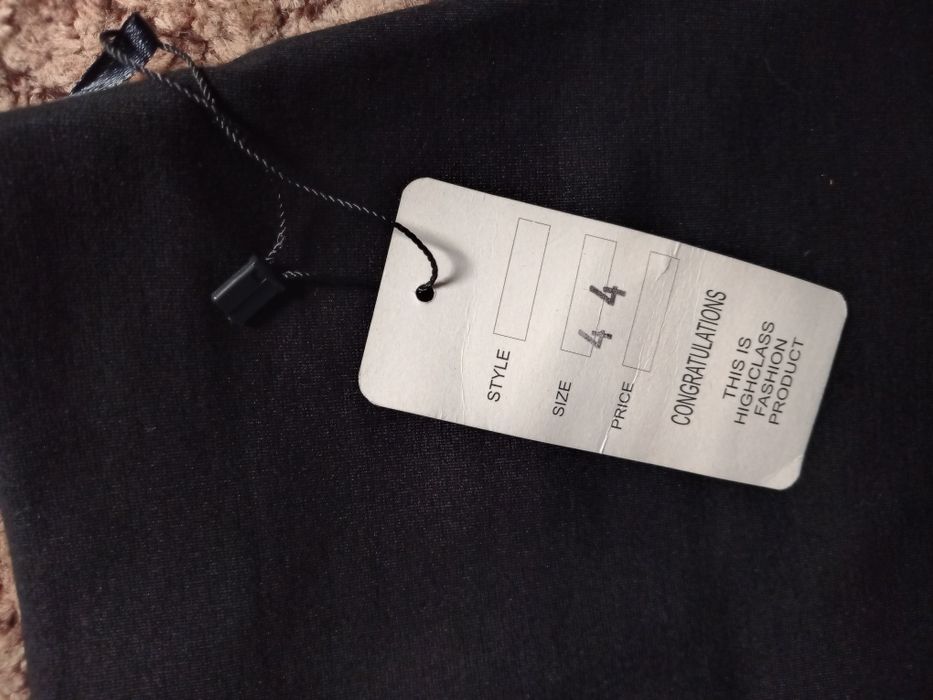 STYLE
SIZE 44
PRICE
CONGRATULATIONS
THIS IS
HIGHCLASS
FASHION
PRODUCT